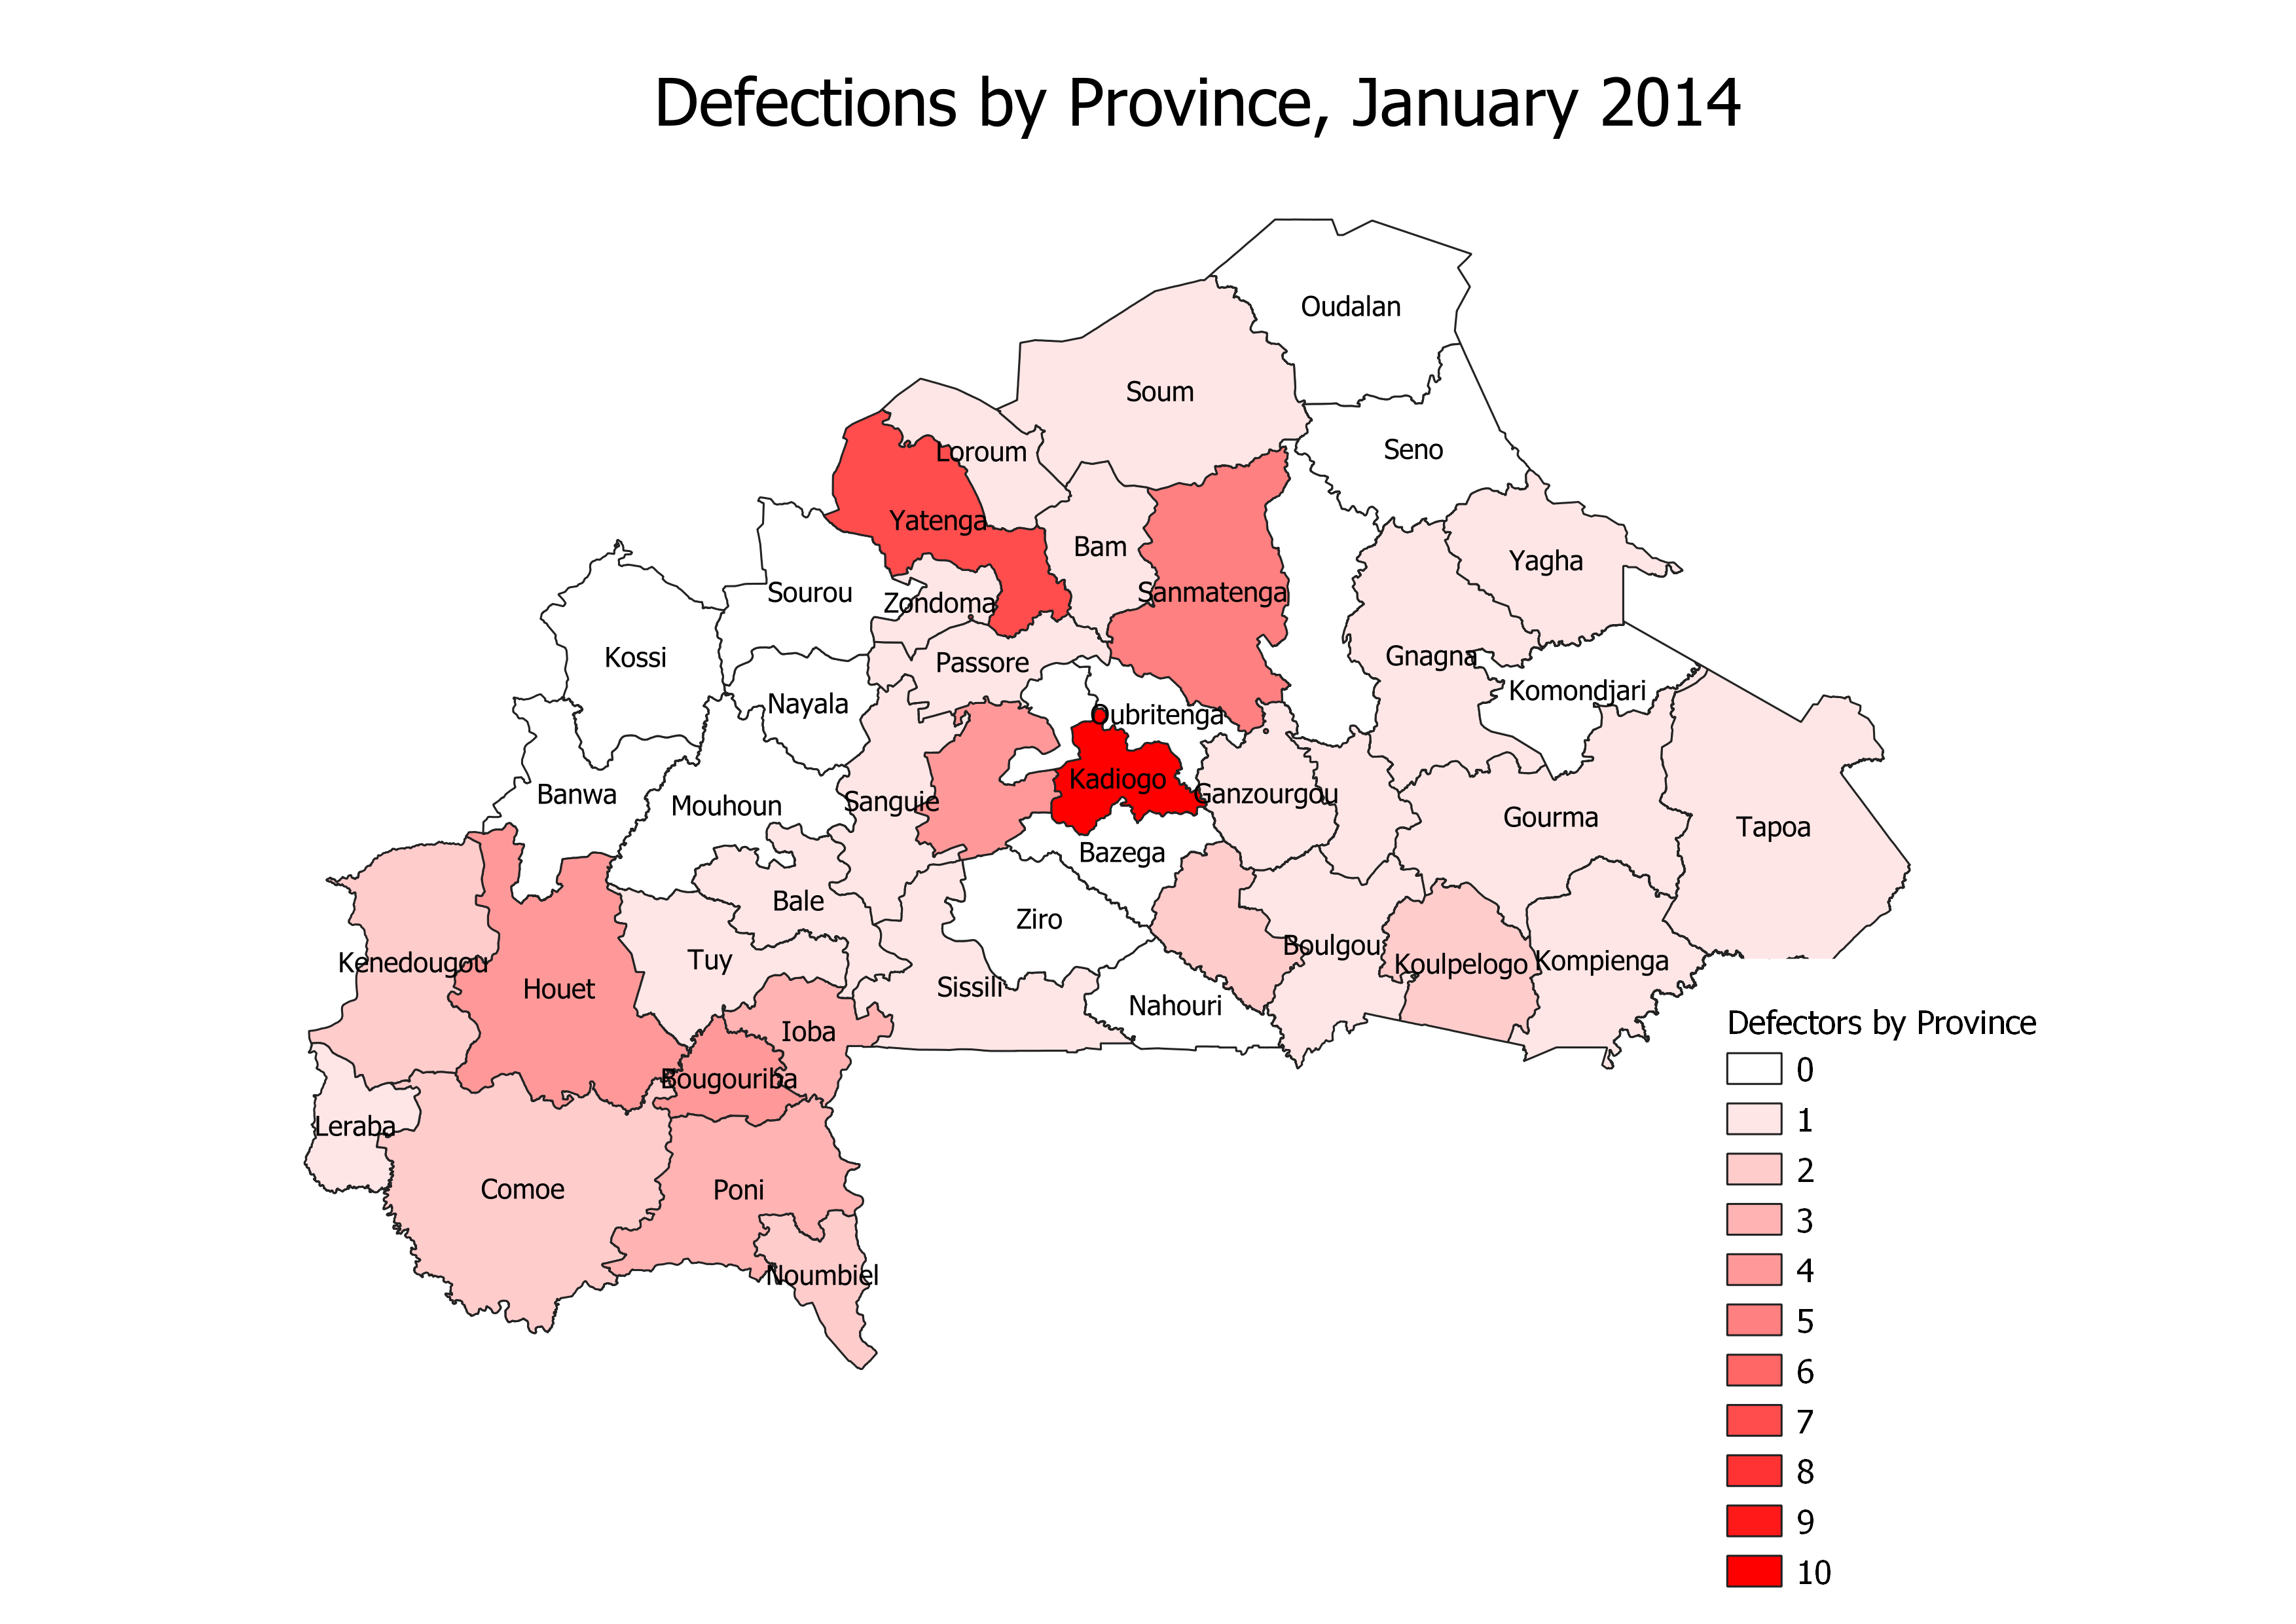 Defections by Province, January 2014
Oudalan
Soum
Seno
Loroum
Yatenga
Bam
Yagha
Sourou
Sanmatenga
Zondoma
Kossi
Passore
Gnagna
Komondjari
Nayala
Oubritenga
Kadiogo
Banwa
Ganzourgou
Sanguie
Mouhoun
Gourma
Tapoa
Bazega
Bale
Ziro
Boulgou
Tuy
Kenedougou
Koulpelogo
Kompienga
Houet
Sissili
Nahouri
Ioba
Bougouriba
Leraba
Comoe
Poni
Noumbiel
Defectors by Province
0
1
2
3
4
5
6
7
8
9
10